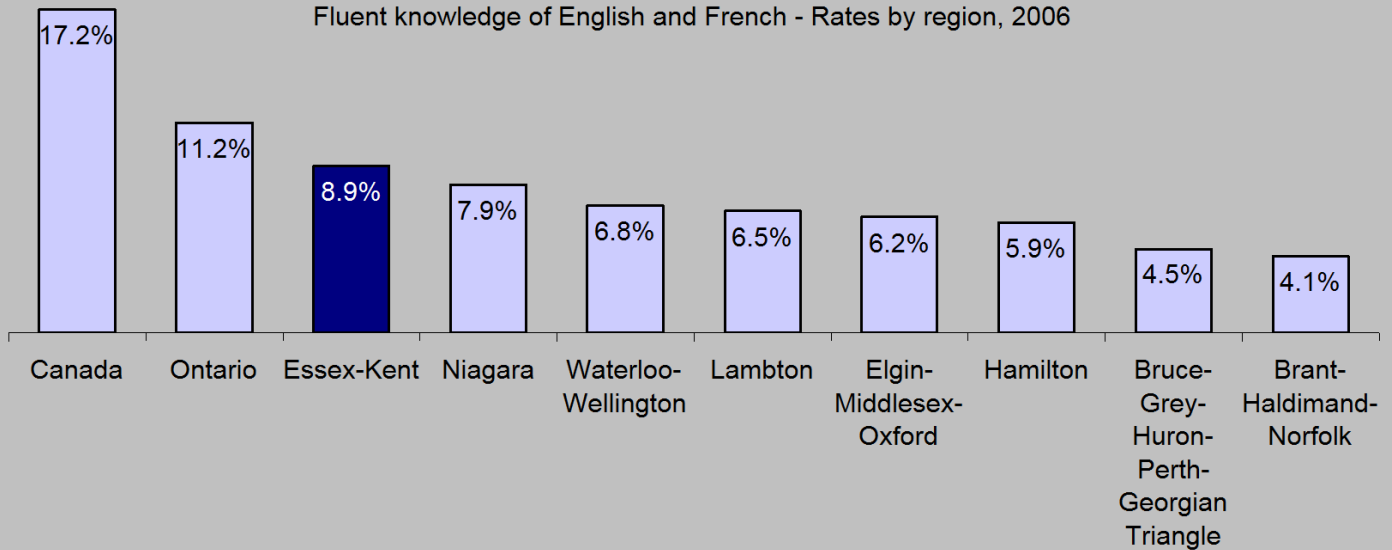 Fluent knowledge of English and French - Rates by region, 2006
17.2%
11.2%
8.9%
7.9%
6.8%
6.5%
6.2%
5.9%
4.5%
4.1%
Canada
Ontario
Essex-Kent
Niagara
Waterloo-
Wellington
Lambton
Elgin-
Middlesex-
Oxford
Hamilton
Bruce-
Grey-
Huron-
Perth-
Georgian
Triangle
Brant-
Haldimand-
Norfolk